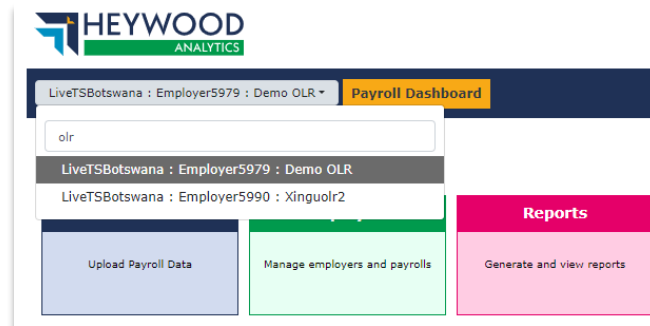 HEYWOOD
ANALYTICS
LiveTSBotswana : Employer5979 : Demo OLR
Payroll Dashboard
olr
LiveTSBotswana : Employer5979 : Demo OLR
LiveTSBotswana : Employer5990 : Xinguolr2
Reports
Upload Payroll Data
Manage employers and payrolls
Generate and view reports